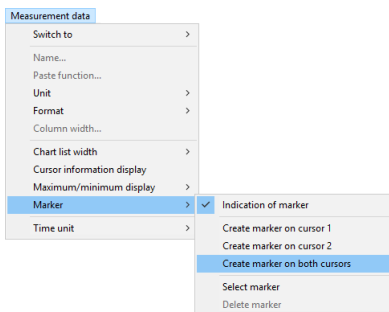 Measurement data
Switch to
Name...
Paste function...
Unit
Format
Column width...
Chart list width
Cursor information display
Maximum/minimum display
Marker
Time unit
Indication of marker
Create marker on cursor 1
Create marker on cursor 2
Create marker on both cursors
Select marker
Delete marker